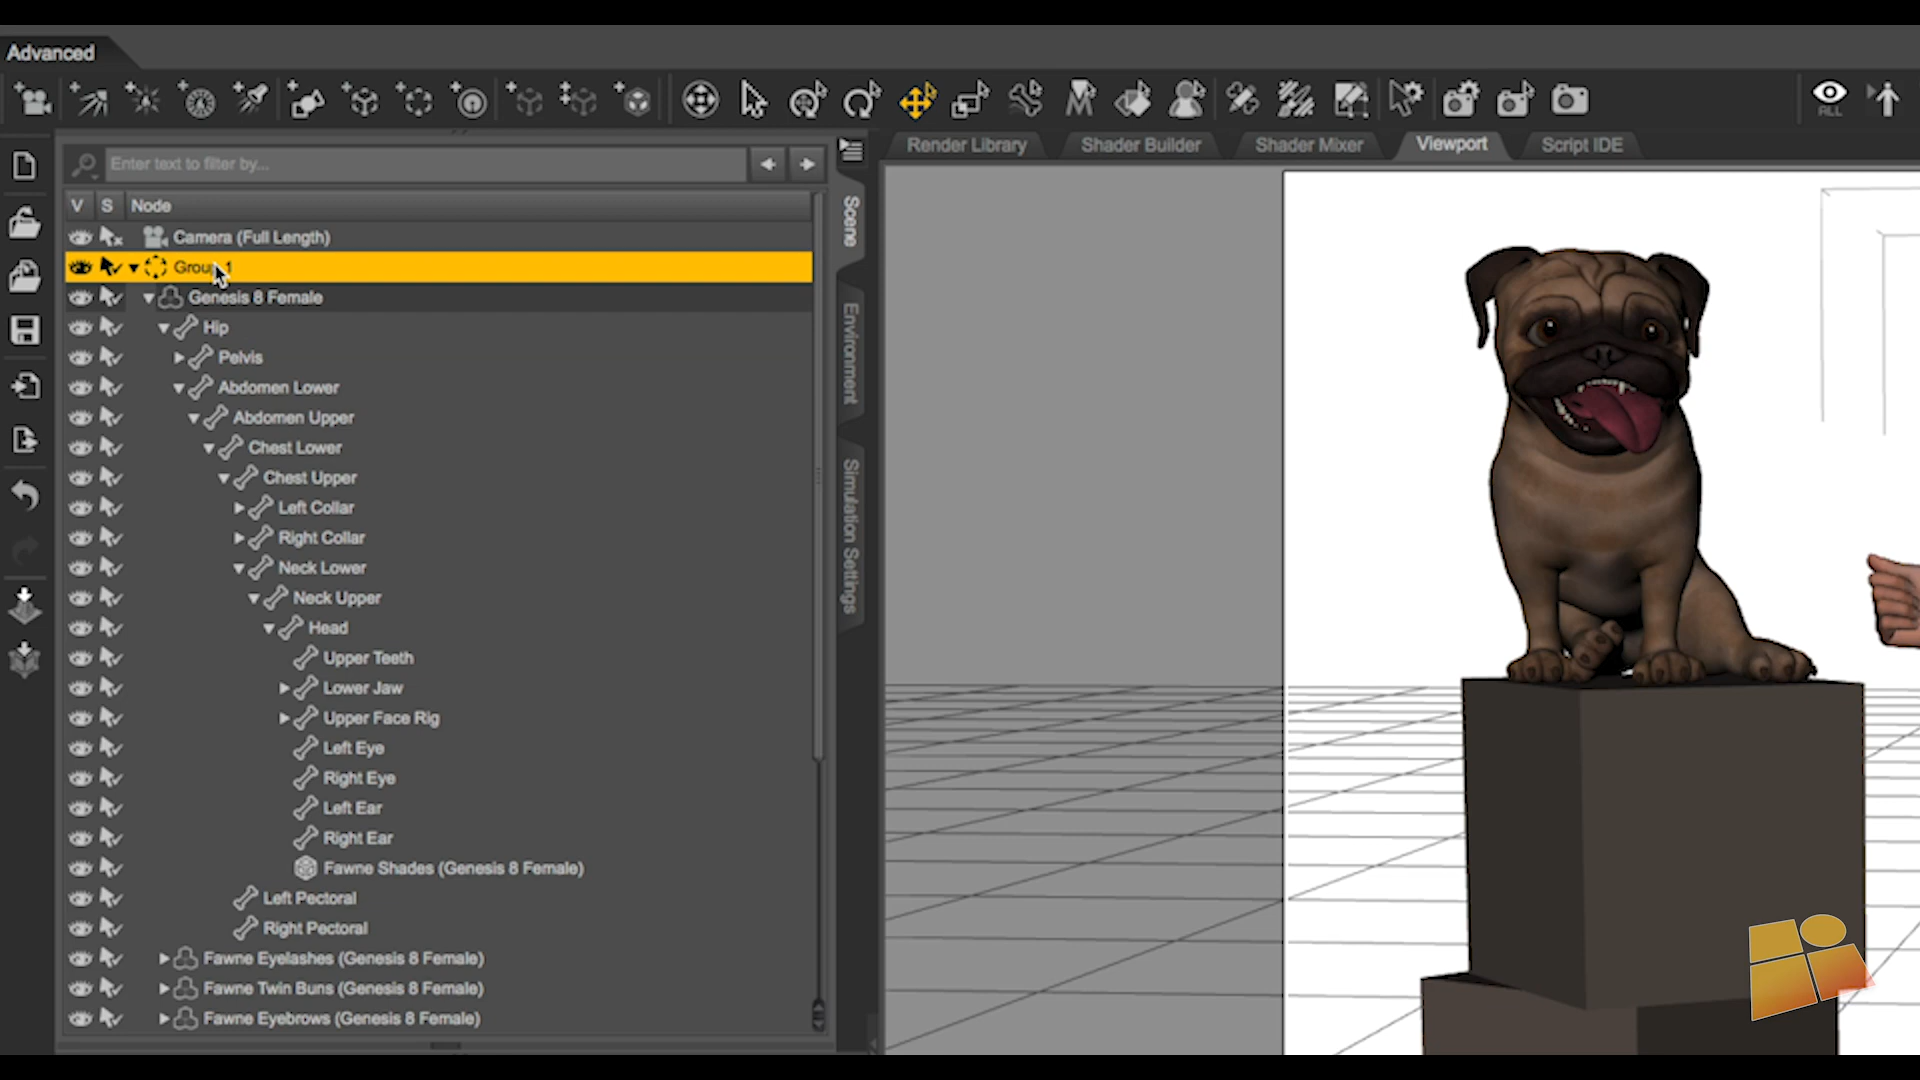 Advanced
ALL
Render Library
Shader Builder
Shader Mixer
Viewport
Script IDE
Enter text to filter by...
V S Node
Camera (Full Length)
Group 1
Genesis 8 Female
Hip
Pelvis
Abdomen Lower
Abdomen Upper
Chest Lower
Chest Upper
Left Collar
Right Collar
Neck Lower
Neck Upper
Head
Upper Teeth
Lower Jaw
Upper Face Rig
Left Eye
Right Eye
Left Ear
Right Ear
Fawne Shades (Genesis 8 Female)
Left Pectoral
Right Pectoral
Fawne Eyelashes (Genesis 8 Female)
Fawne Twin Buns (Genesis 8 Female)
Fawne Eyebrows (Genesis 8 Female)
Scene
Environment
Simulation Settings